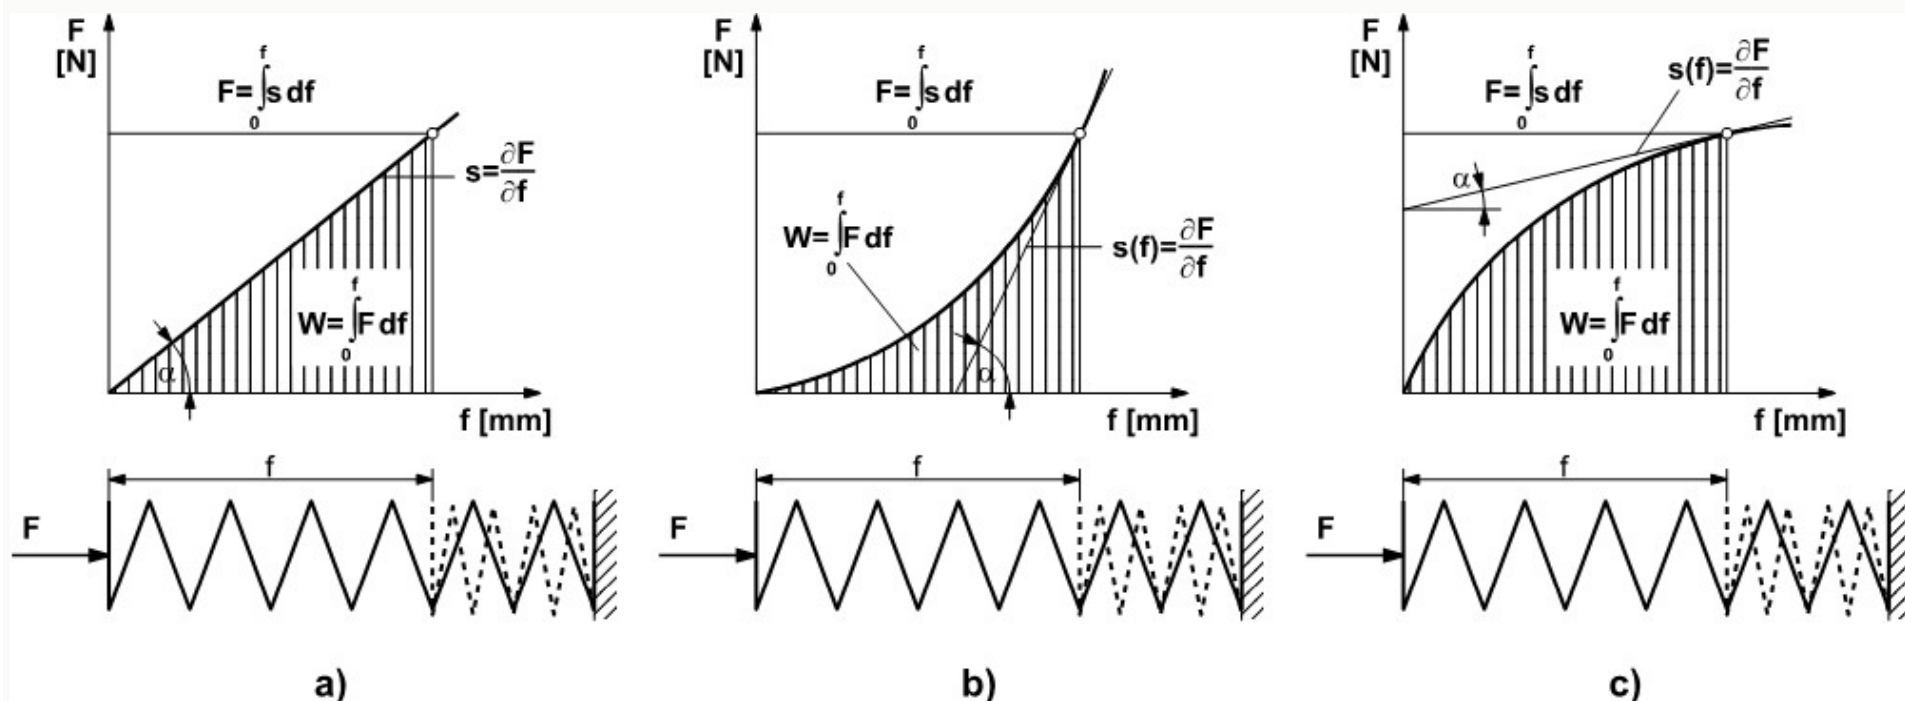 F
[N]
F=∫₀ᶠs df
s=∂F/∂f
W=∫₀ᶠF df
α
f [mm]
f
F
a)
F
[N]
F=∫₀ᶠs df
W=∫₀ᶠF df
s(f)=∂F/∂f
α
f [mm]
f
F
b)
F
[N]
s(f)=∂F/∂f
F=∫₀ᶠs df
α
W=∫₀ᶠF df
f [mm]
f
F
c)